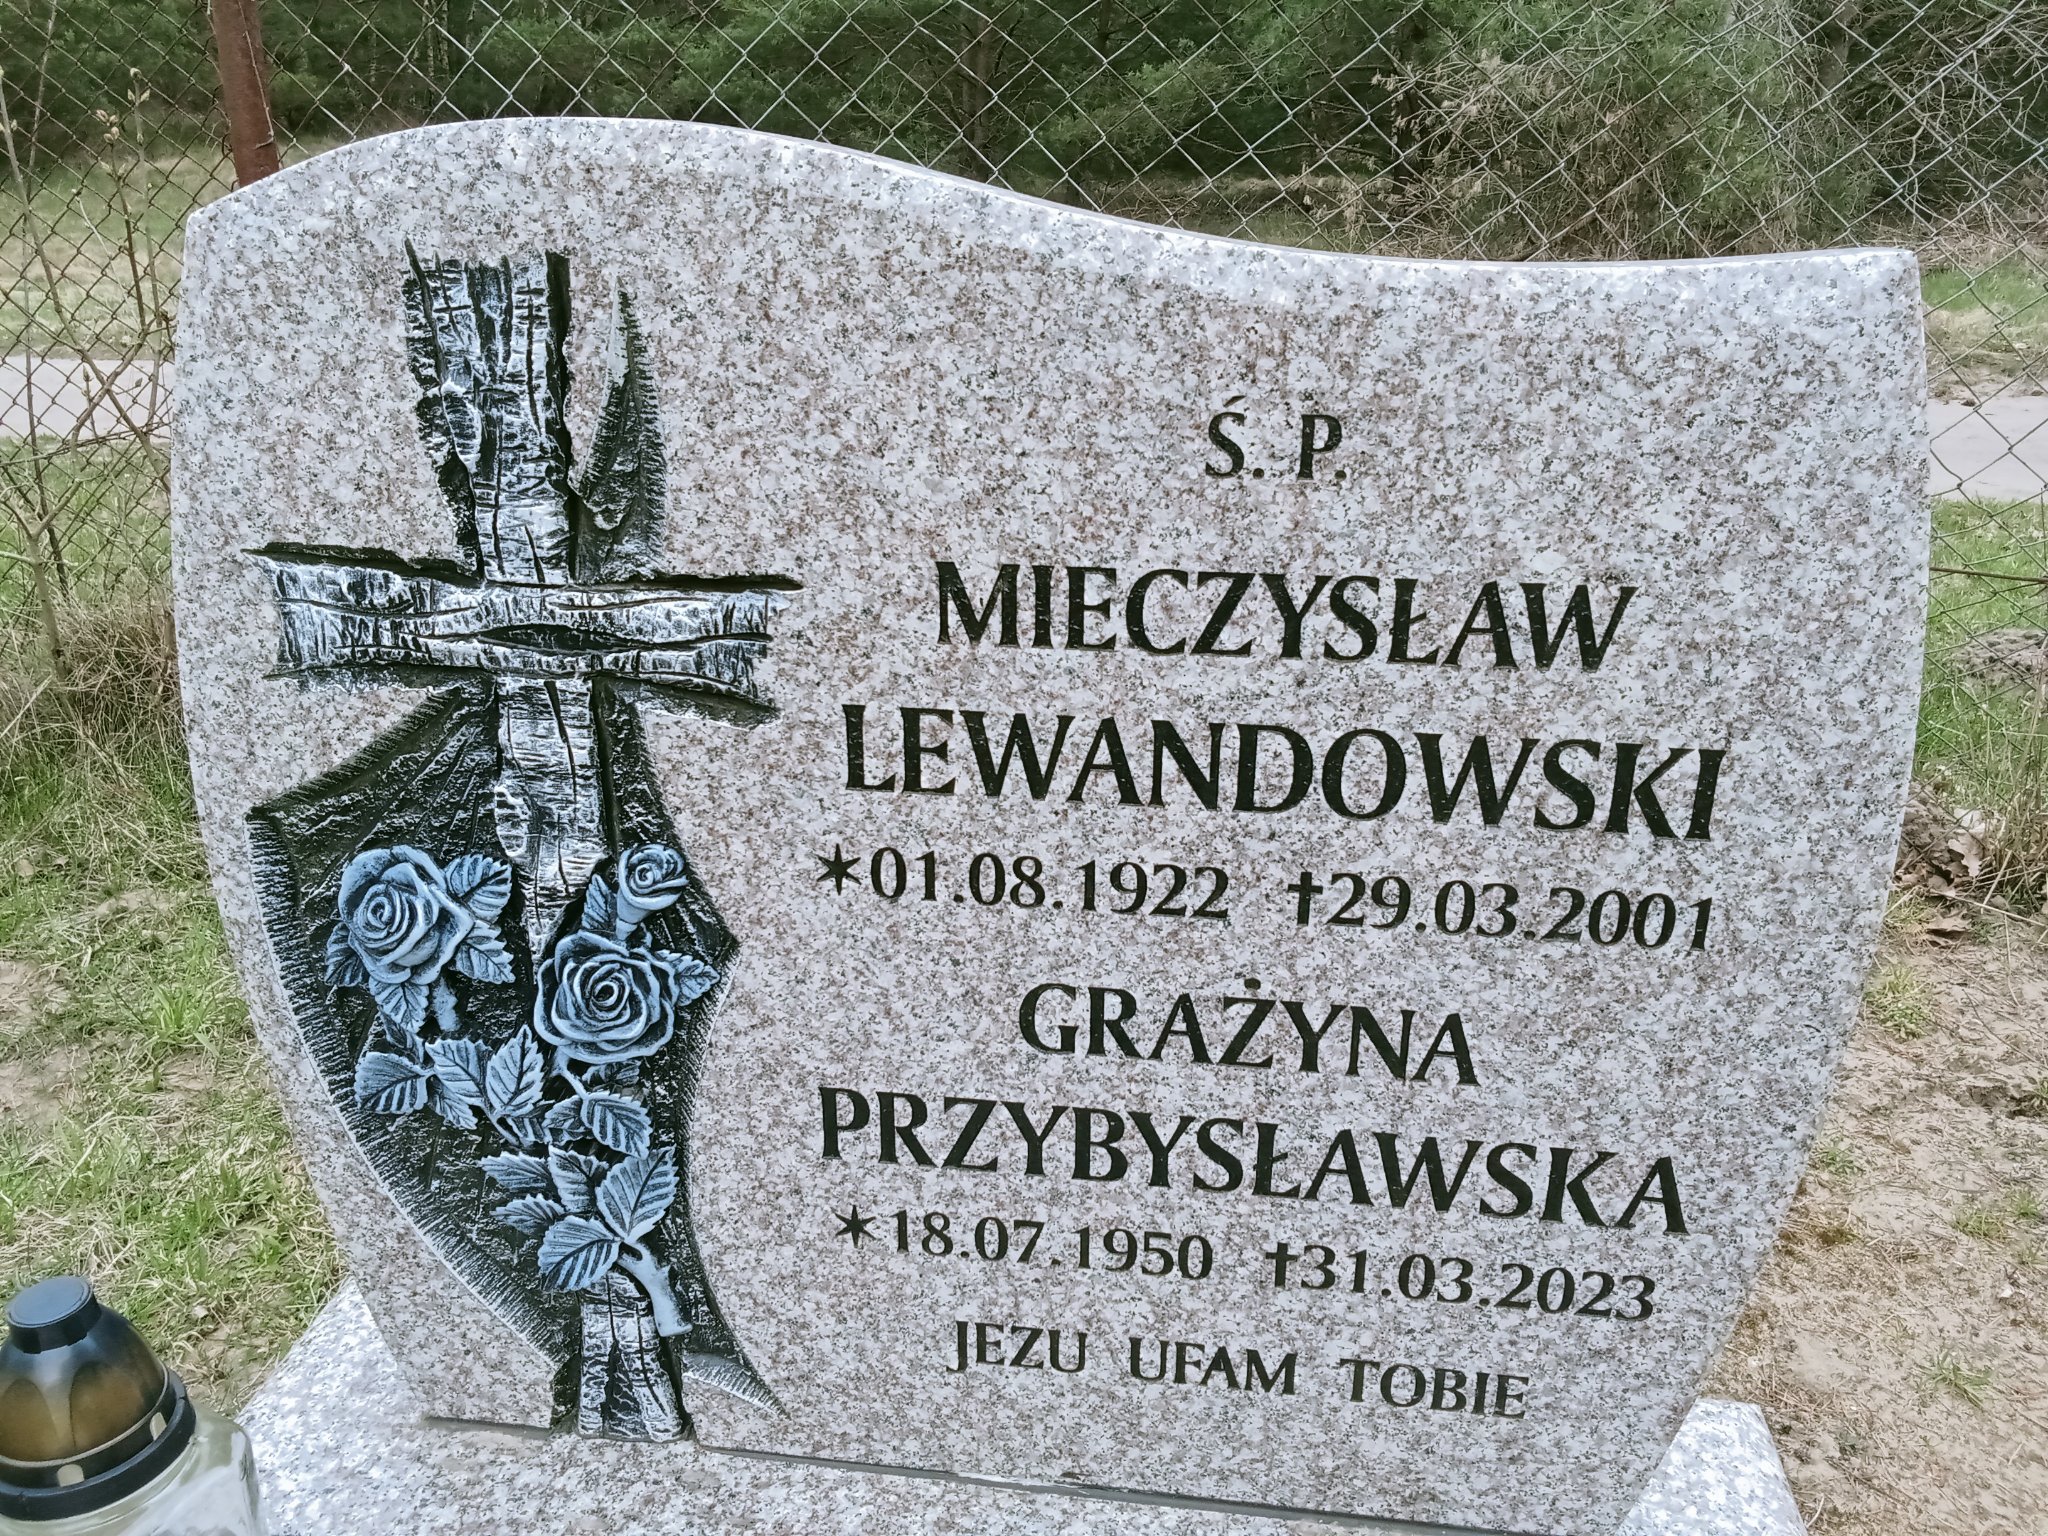 Ś. P.
MIECZYSŁAW
LEWANDOWSKI
✶01.08.1922 ✝29.03.2001
GRAŻYNA
PRZYBYSŁAWSKA
✶18.07.1950 ✝31.03.2023
JEZU UFAM TOBIE